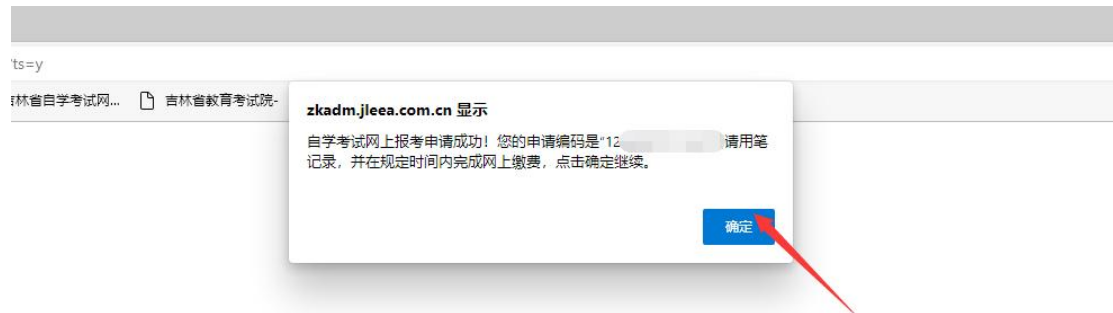 ts=y
林省自学考试网... 吉林省教育考试院-
zkadm.jleea.com.cn 显示
自学考试网上报考申请成功！您的申请编码是“12 请用笔
记录，并在规定时间内完成网上缴费，点击确定继续。
确定